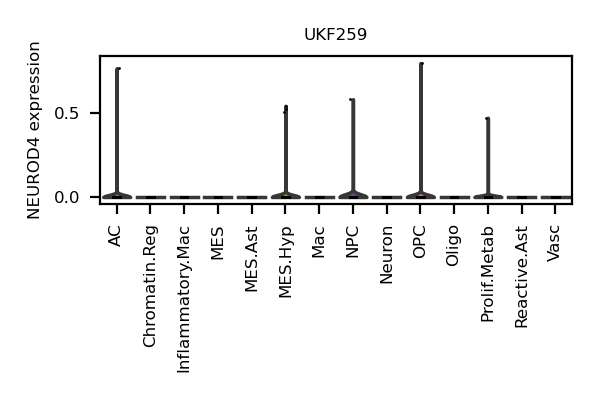 UKF259
NEUROD4 expression
0.5
0.0
AC
Chromatin.Reg
Inflammatory.Mac
MES
MES.Ast
MES.Hyp
Mac
NPC
Neuron
OPC
Oligo
Prolif.Metab
Reactive.Ast
Vasc